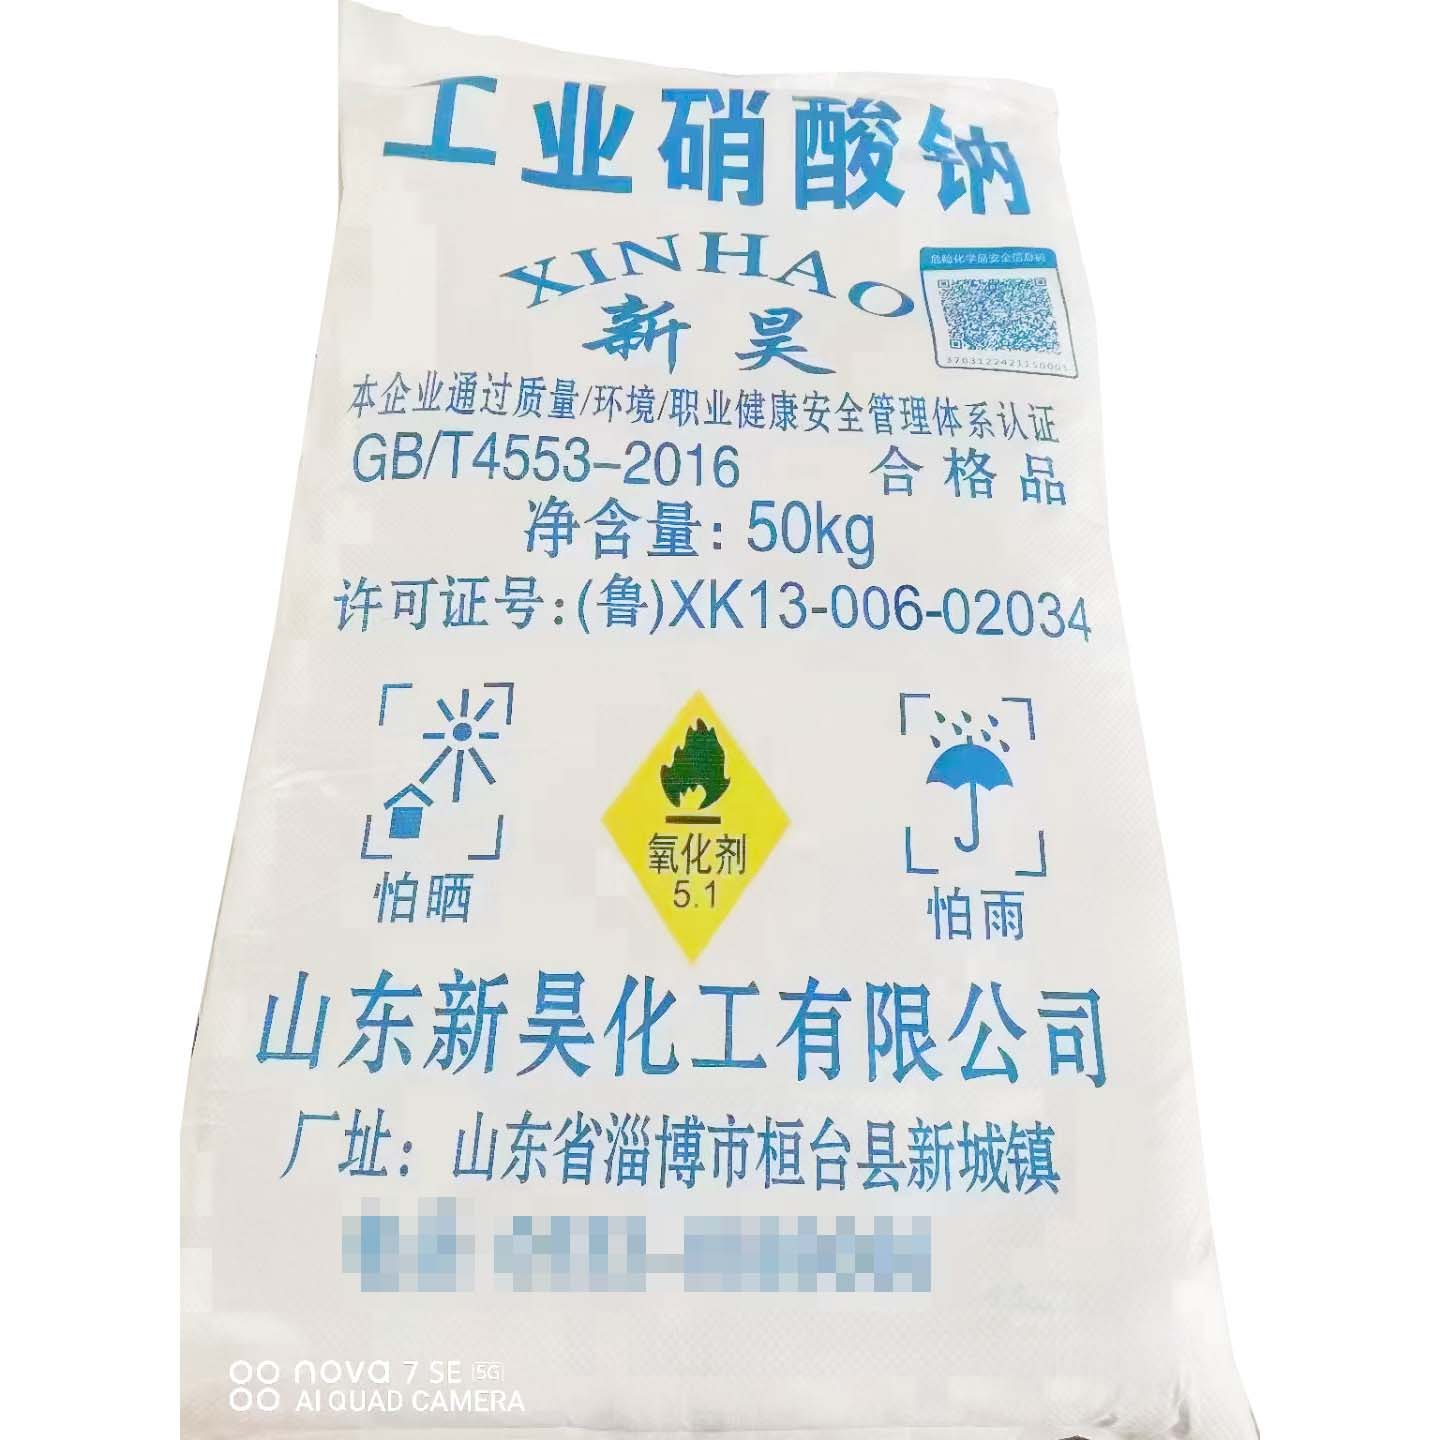 工业硝酸钠
XINHAO
新昊
危险化学品安全信息码
本企业通过质量/环境/职业健康安全管理体系认证
GB/T4553-2016 合格品
净含量: 50kg
许可证号:(鲁)XK13-006-02034
氧化剂
5.1
怕晒
怕雨
山东新昊化工有限公司
厂址: 山东省淄博市桓台县新城镇
nova 7 SE 5G
AI QUAD CAMERA